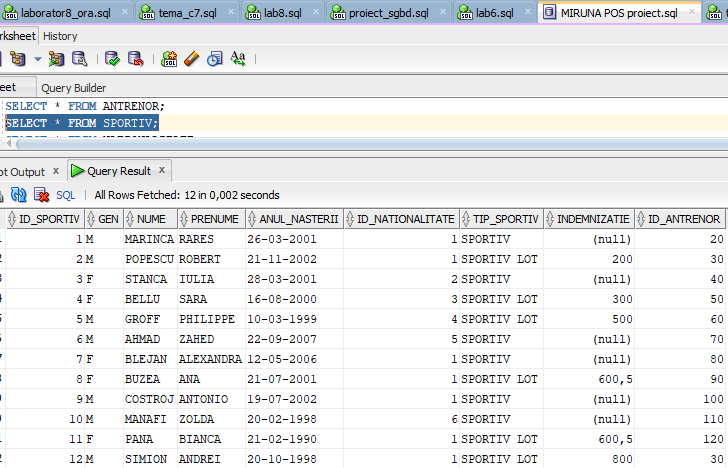 laborator8_ora.sql tema_c7.sql lab8.sql project_sgbd.sql lab6.sql MIRUNA POS project.sql
History
Query Builder
SELECT * FROM ANTRENOR;
SELECT * FROM SPORTIV;
Output Query Result
SQL All Rows Fetched: 12 in 0,002 seconds
ID_SPORTIV GEN NUME PRENUME ANUL_NASTERII ID_NATIONALITATE TIP_SPORTIV INDEMNIZATIE ID_ANTRENOR
1 M MARINCA RARES 26-03-2001 1 SPORTIV (null) 20
2 M POPESCU ROBERT 21-11-2002 1 SPORTIV LOT 200 30
3 F STANCA IULIA 28-03-2001 2 SPORTIV (null) 40
4 F BELLU SARA 16-08-2000 3 SPORTIV LOT 300 50
5 M GROFF PHILIPPE 10-03-1999 4 SPORTIV LOT 500 60
6 M AHMAD ZAHED 22-09-2007 5 SPORTIV (null) 70
7 F BLEJAN ALEXANDRA 12-05-2006 1 SPORTIV (null) 80
8 F BUZEA ANA 21-07-2001 1 SPORTIV LOT 600,5 90
9 M COSTROJ ANTONIO 19-07-2002 1 SPORTIV (null) 100
10 M MANAFI ZOLDA 20-02-1998 6 SPORTIV (null) 110
11 F PANA BIANCA 21-02-1990 1 SPORTIV LOT 600,5 120
12 M SIMION ANDREI 20-10-1998 1 SPORTIV LOT 800 30